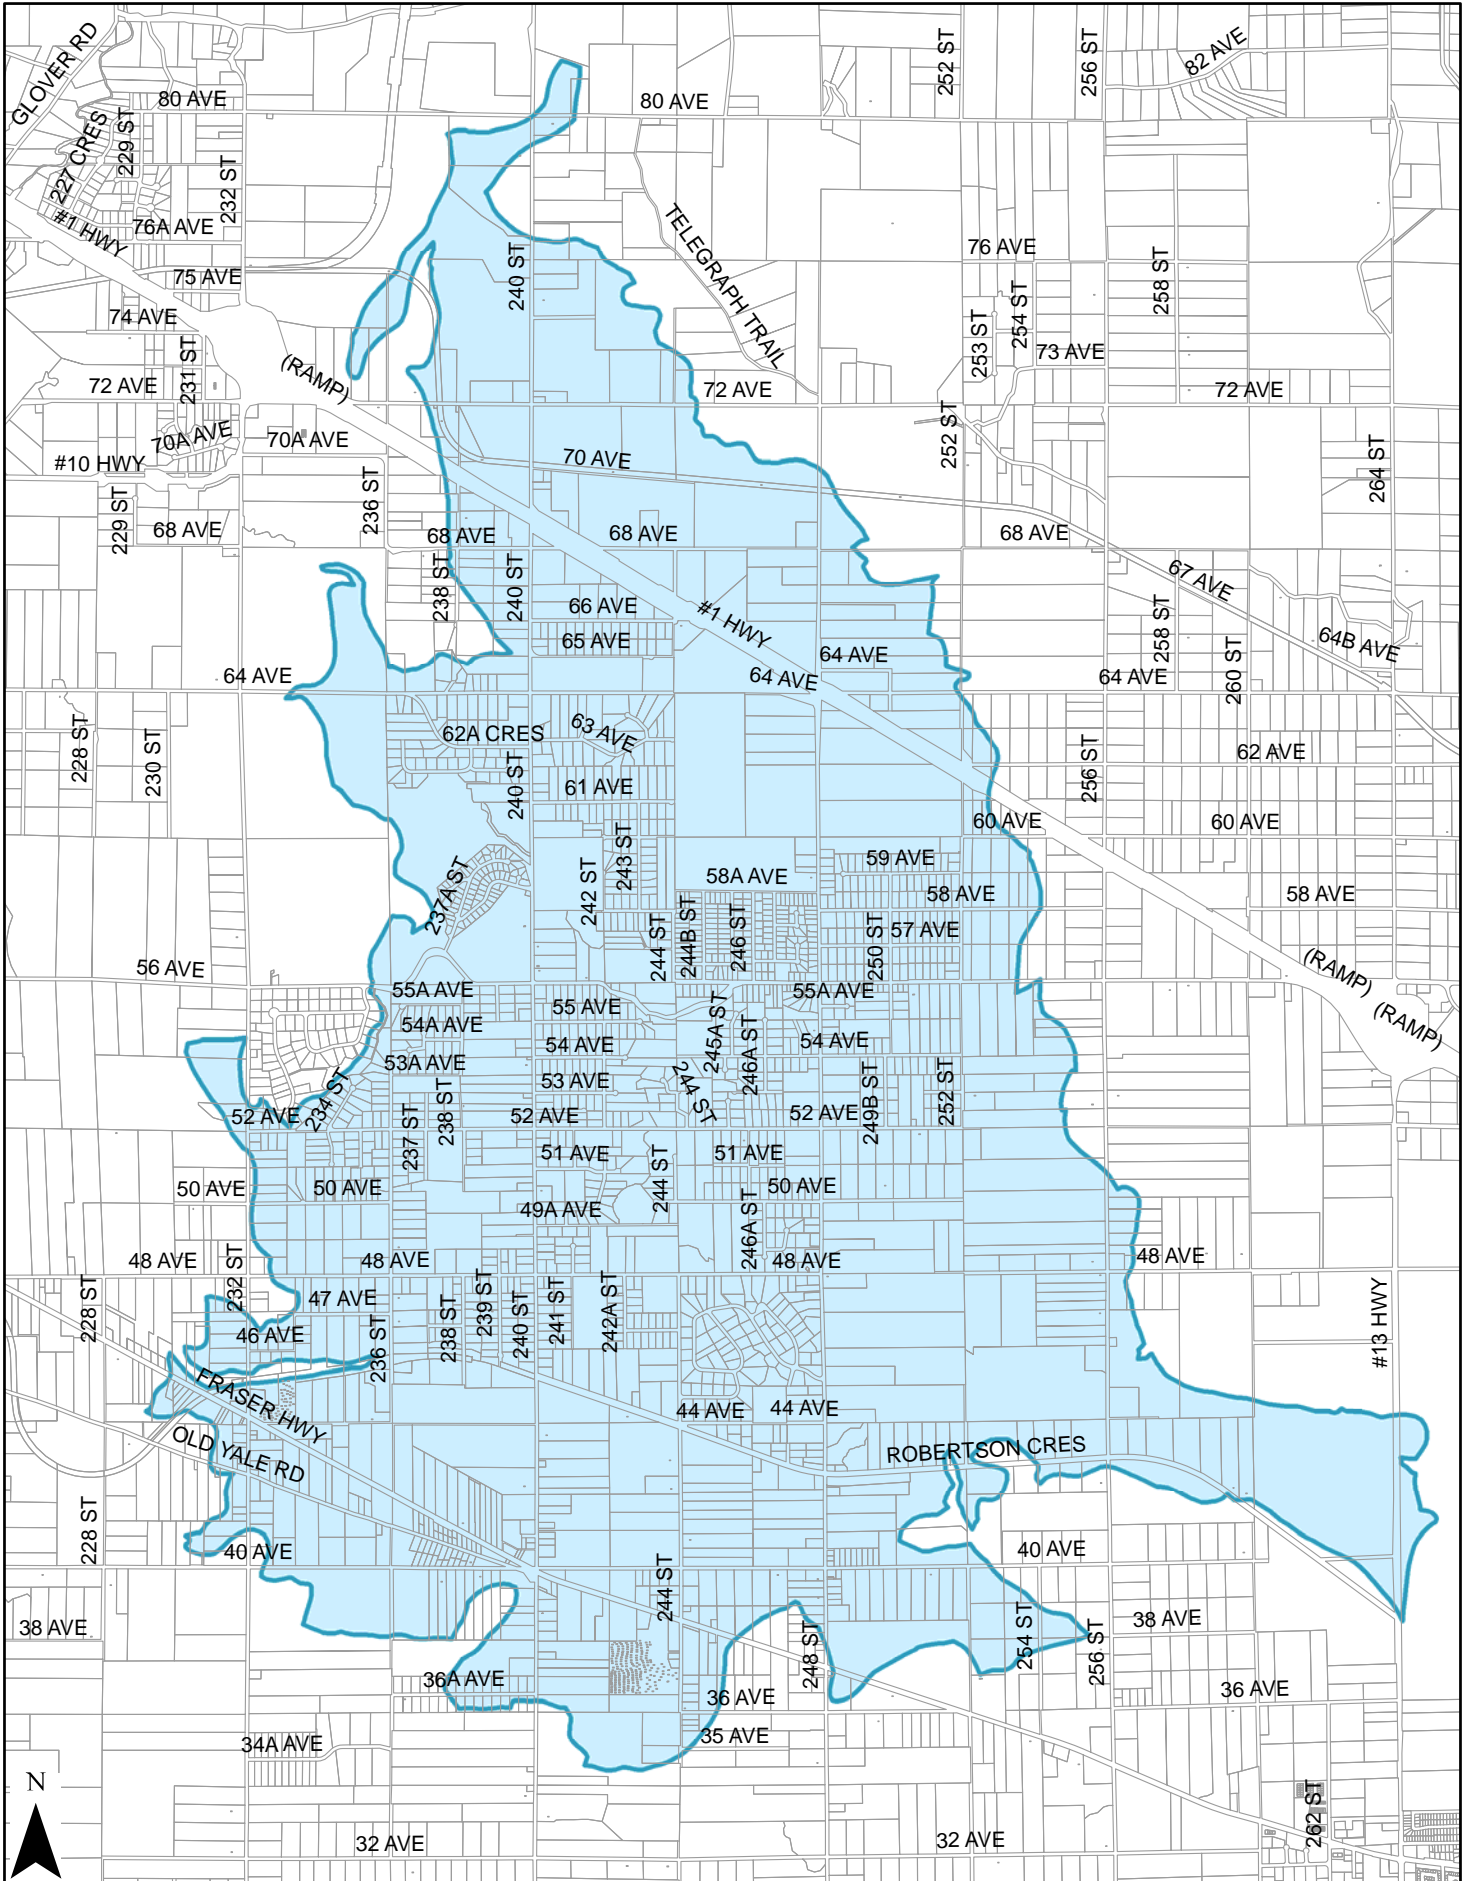 GLOVER RD
252 ST
256 ST
82 AVE
80 AVE
80 AVE
227 CRES
229 ST
232 ST
#1 HWY
76A AVE
TELEGRAPH TRAIL
76 AVE
240 ST
258 ST
75 AVE
74 AVE
254 ST
253 ST
73 AVE
231 ST
(RAMP)
72 AVE
72 AVE
72 AVE
252 ST
70A AVE
70A AVE
#10 HWY
70 AVE
264 ST
236 ST
229 ST
68 AVE
68 AVE
68 AVE
68 AVE
238 ST
240 ST
67 AVE
66 AVE
#1 HWY
258 ST
65 AVE
64B AVE
64 AVE
260 ST
64 AVE
64 AVE
64 AVE
228 ST
230 ST
62A CRES
63 AVE
256 ST
62 AVE
240 ST
61 AVE
60 AVE
60 AVE
243 ST
59 AVE
237A ST
242 ST
58A AVE
58 AVE
58 AVE
244 ST
244B ST
246 ST
250 ST
57 AVE
56 AVE
(RAMP)
55A AVE
55A AVE
55 AVE
(RAMP)
54A AVE
245A ST
54 AVE
246A ST
54 AVE
53A AVE
53 AVE
244 ST
249B ST
252 ST
234 ST
52 AVE
237 ST
238 ST
52 AVE
52 AVE
51 AVE
51 AVE
244 ST
50 AVE
50 AVE
50 AVE
49A AVE
246A ST
48 AVE
232 ST
48 AVE
48 AVE
48 AVE
228 ST
47 AVE
239 ST
240 ST
241 ST
242A ST
238 ST
46 AVE
236 ST
#13 HWY
FRASER HWY
44 AVE
44 AVE
OLD YALE RD
ROBERTSON CRES
228 ST
40 AVE
40 AVE
244 ST
38 AVE
248 ST
254 ST
256 ST
38 AVE
36A AVE
36 AVE
36 AVE
35 AVE
34A AVE
N
262 ST
32 AVE
32 AVE